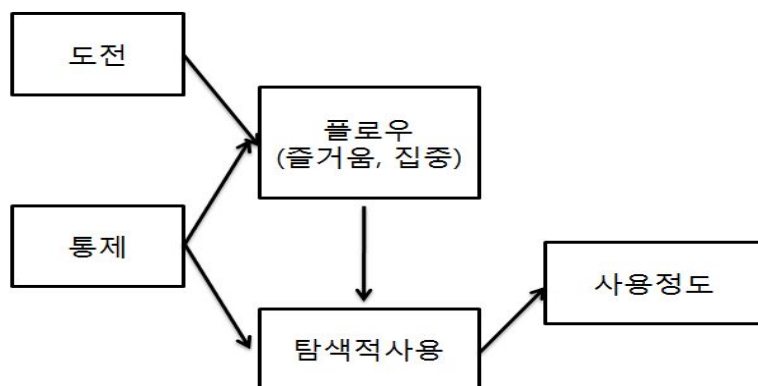 도전
플로우
(즐거움, 집중)
통제
사용정도
탐색적사용